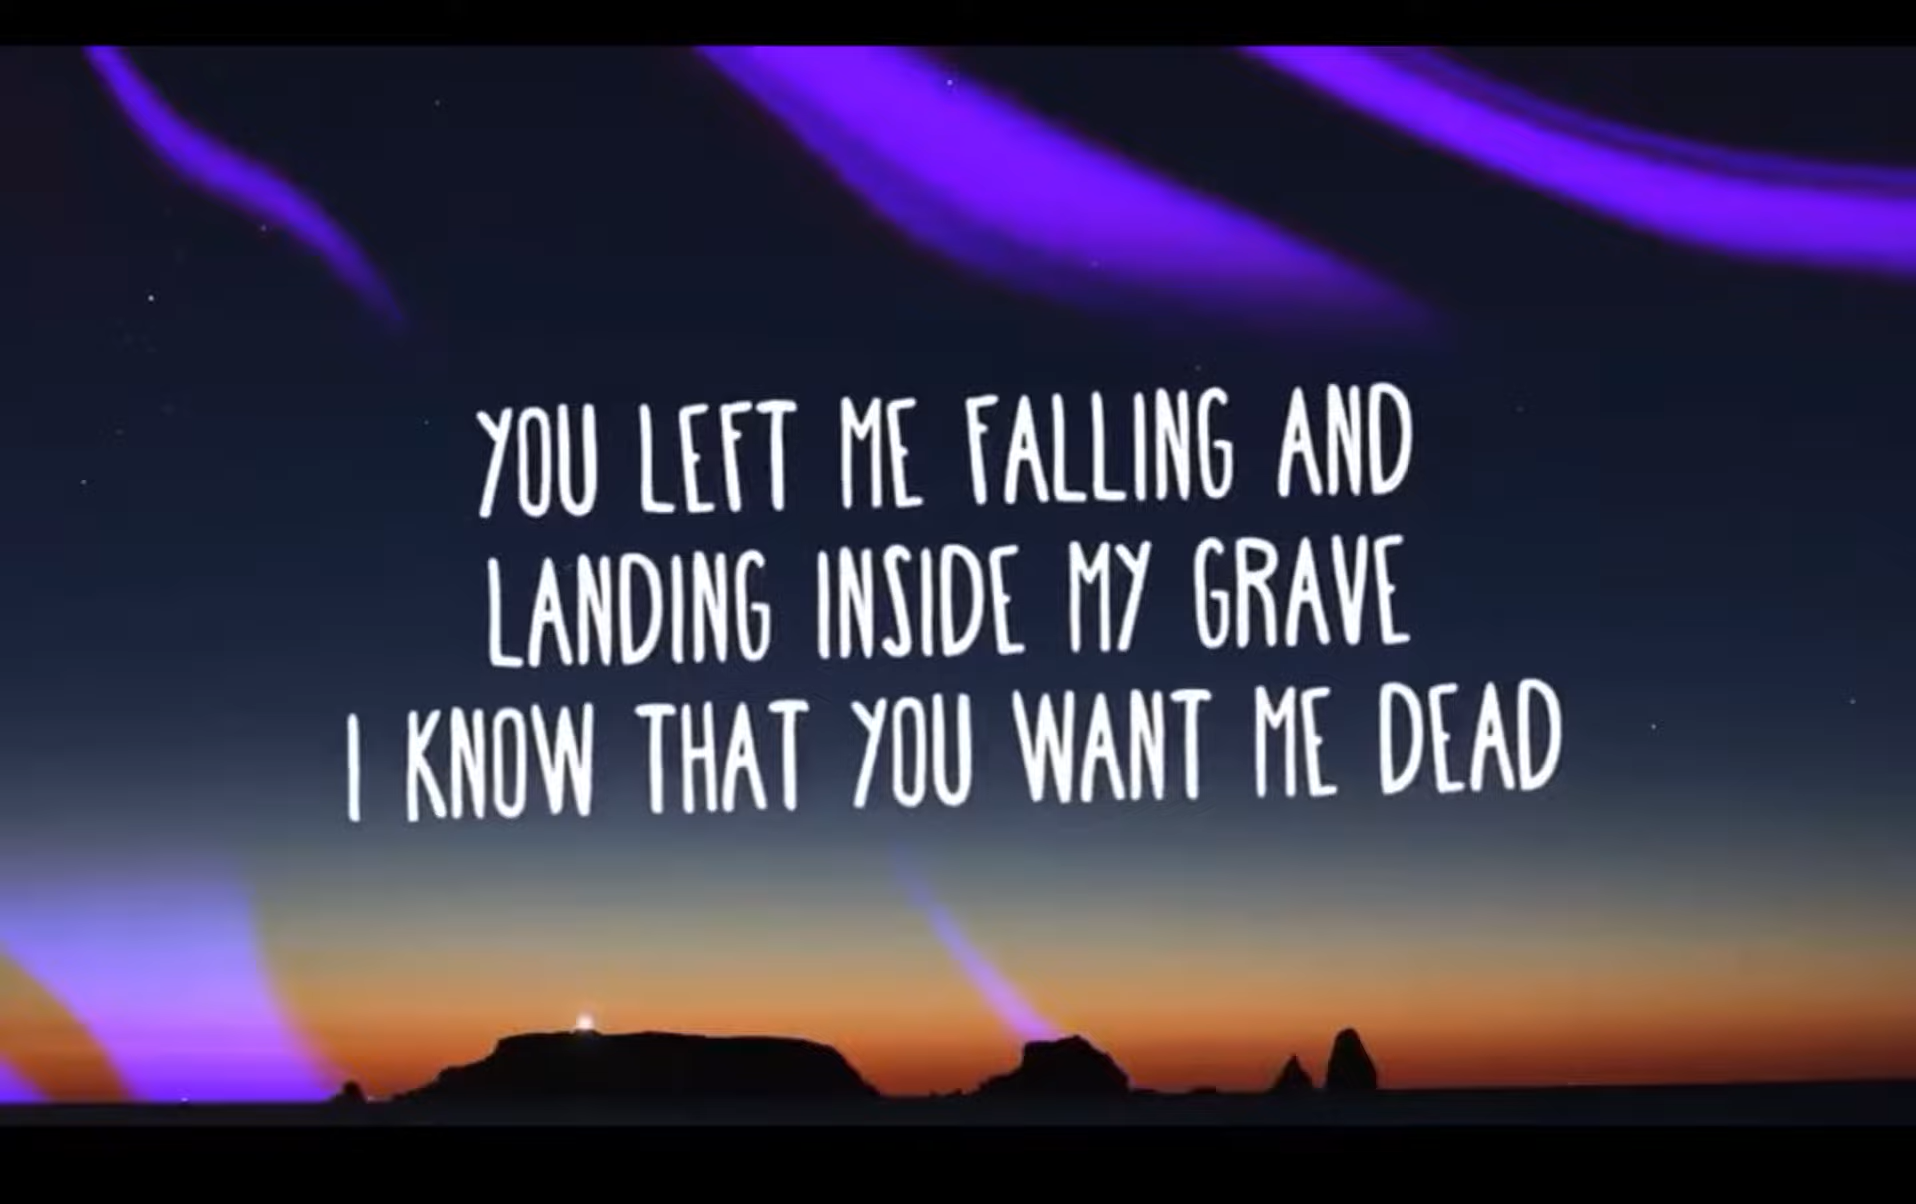 YOU LEFT ME FALLING AND
LANDING INSIDE MY GRAVE
I KNOW THAT YOU WANT ME DEAD